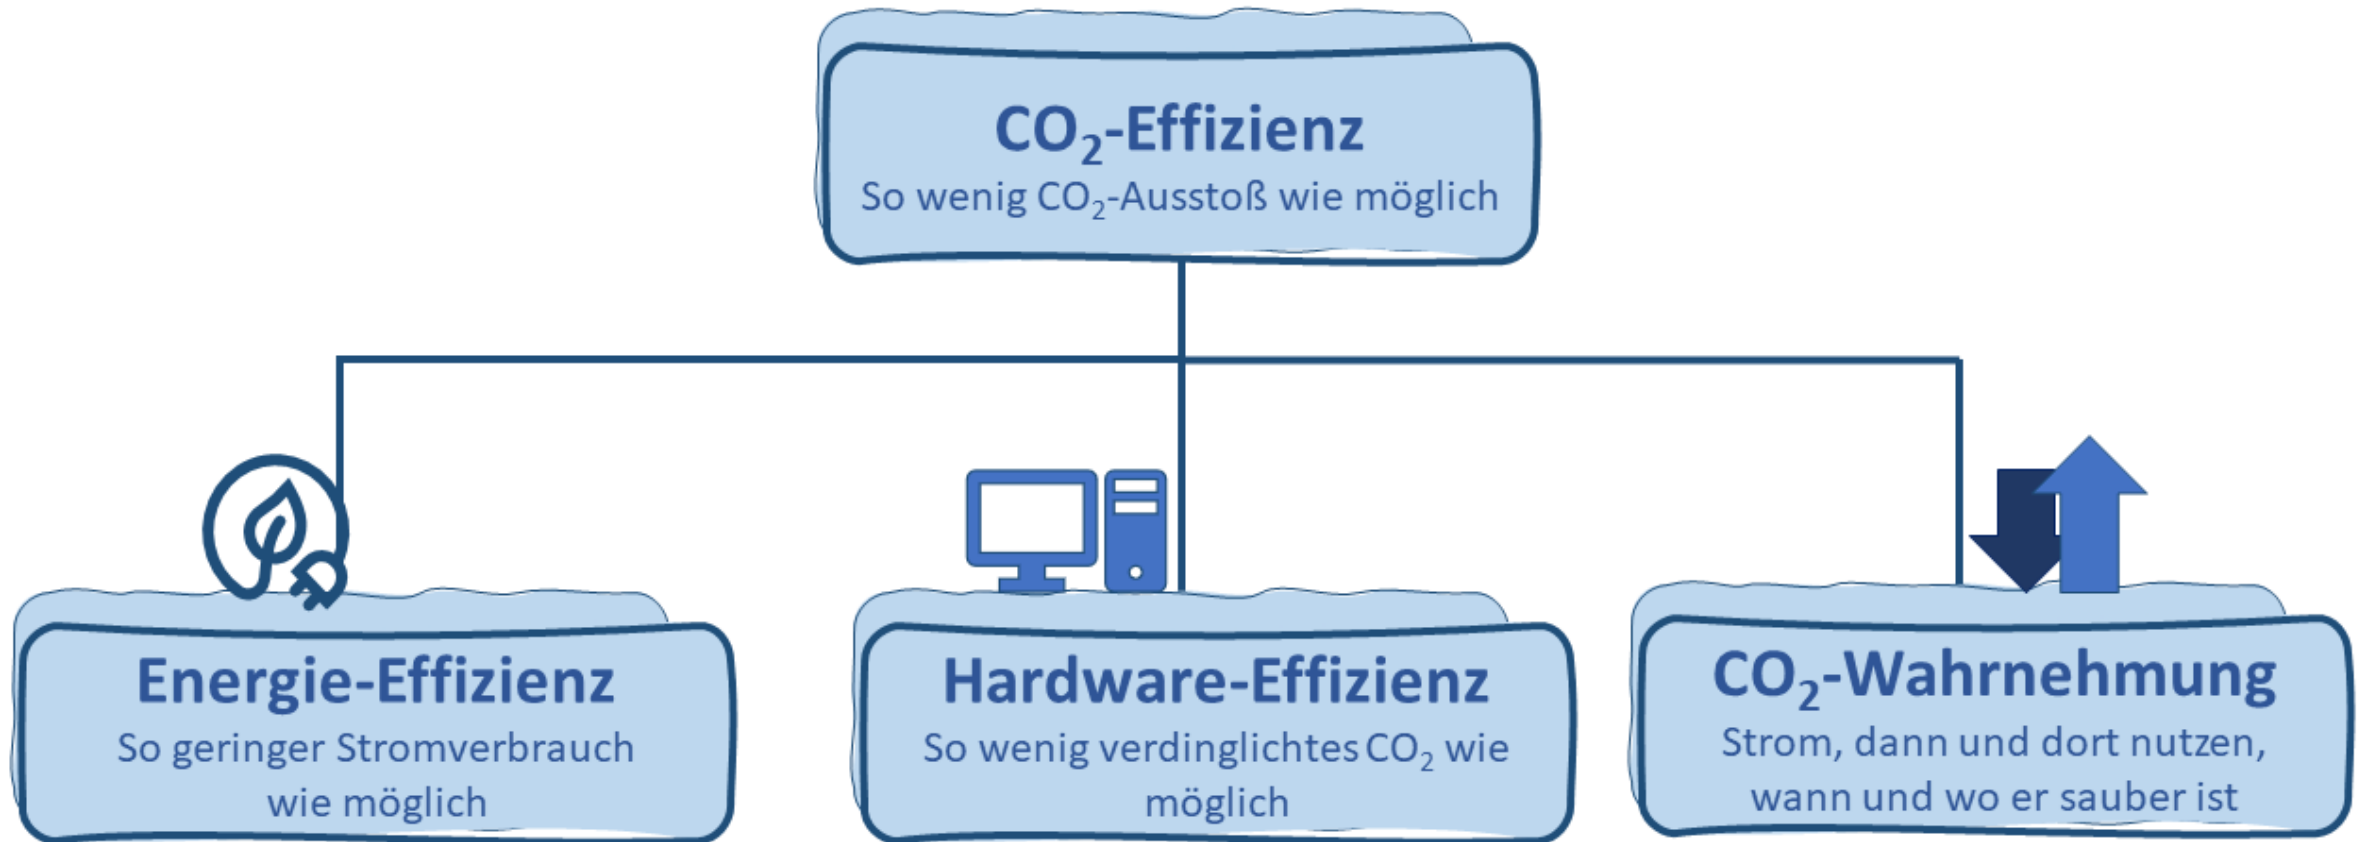 CO₂-Effizienz
So wenig CO₂-Ausstoß wie möglich
Energie-Effizienz
So geringer Stromverbrauch
wie möglich
Hardware-Effizienz
So wenig verdinglichtes CO₂ wie
möglich
CO₂-Wahrnehmung
Strom, dann und dort nutzen,
wann und wo er sauber ist